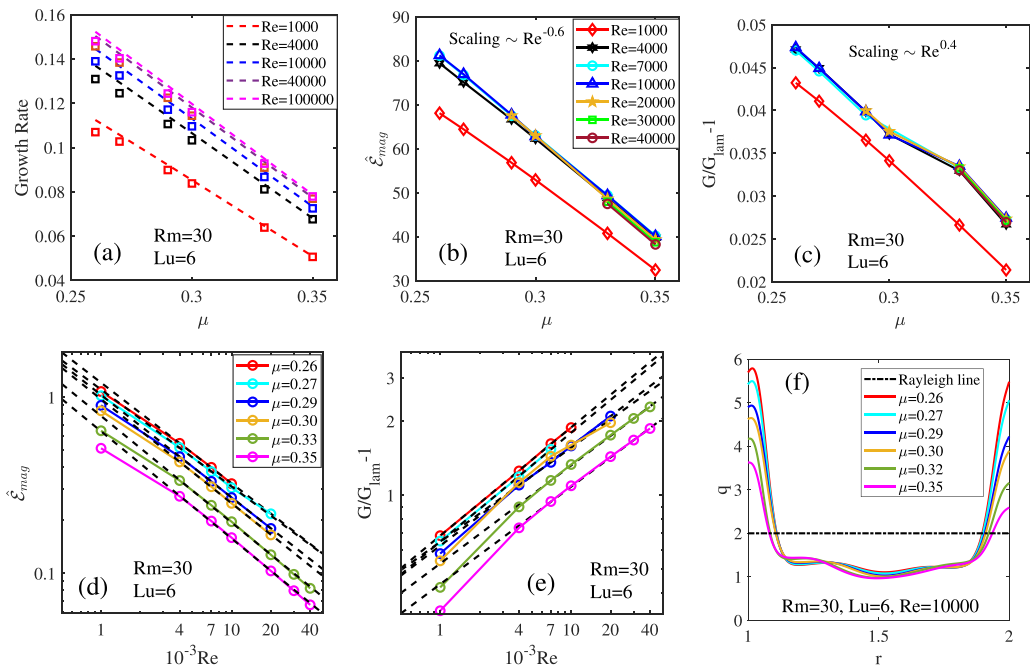 0.16
0.14
0.12
0.1
0.08
0.06
0.04
Growth Rate
Re=1000
Re=4000
Re=10000
Re=40000
Re=100000
(a)
Rm=30
Lu=6
0.25
0.3
0.35
μ
90
80
70
60
50
40
30
ℰ̂mag
Scaling ~ Re^-0.6
Re=1000
Re=4000
Re=7000
Re=10000
Re=20000
Re=30000
Re=40000
(b)
Rm=30
Lu=6
0.25
0.3
0.35
μ
0.05
0.045
0.04
0.035
0.03
0.025
0.02
G/Glam-1
Scaling ~ Re^0.4
(c)
Rm=30
Lu=6
0.25
0.3
0.35
μ
1
0.1
ℰ̂mag
(d)
μ=0.26
μ=0.27
μ=0.29
μ=0.30
μ=0.33
μ=0.35
Rm=30
Lu=6
1
4
7
10
20
40
10^-3Re
3
2
1
G/Glam-1
(e)
Rm=30
Lu=6
1
4
7
10
20
40
10^-3Re
6
5
4
3
2
1
0
q
(f)
Rayleigh line
μ=0.26
μ=0.27
μ=0.29
μ=0.30
μ=0.32
μ=0.35
Rm=30, Lu=6, Re=10000
1
1.5
2
r